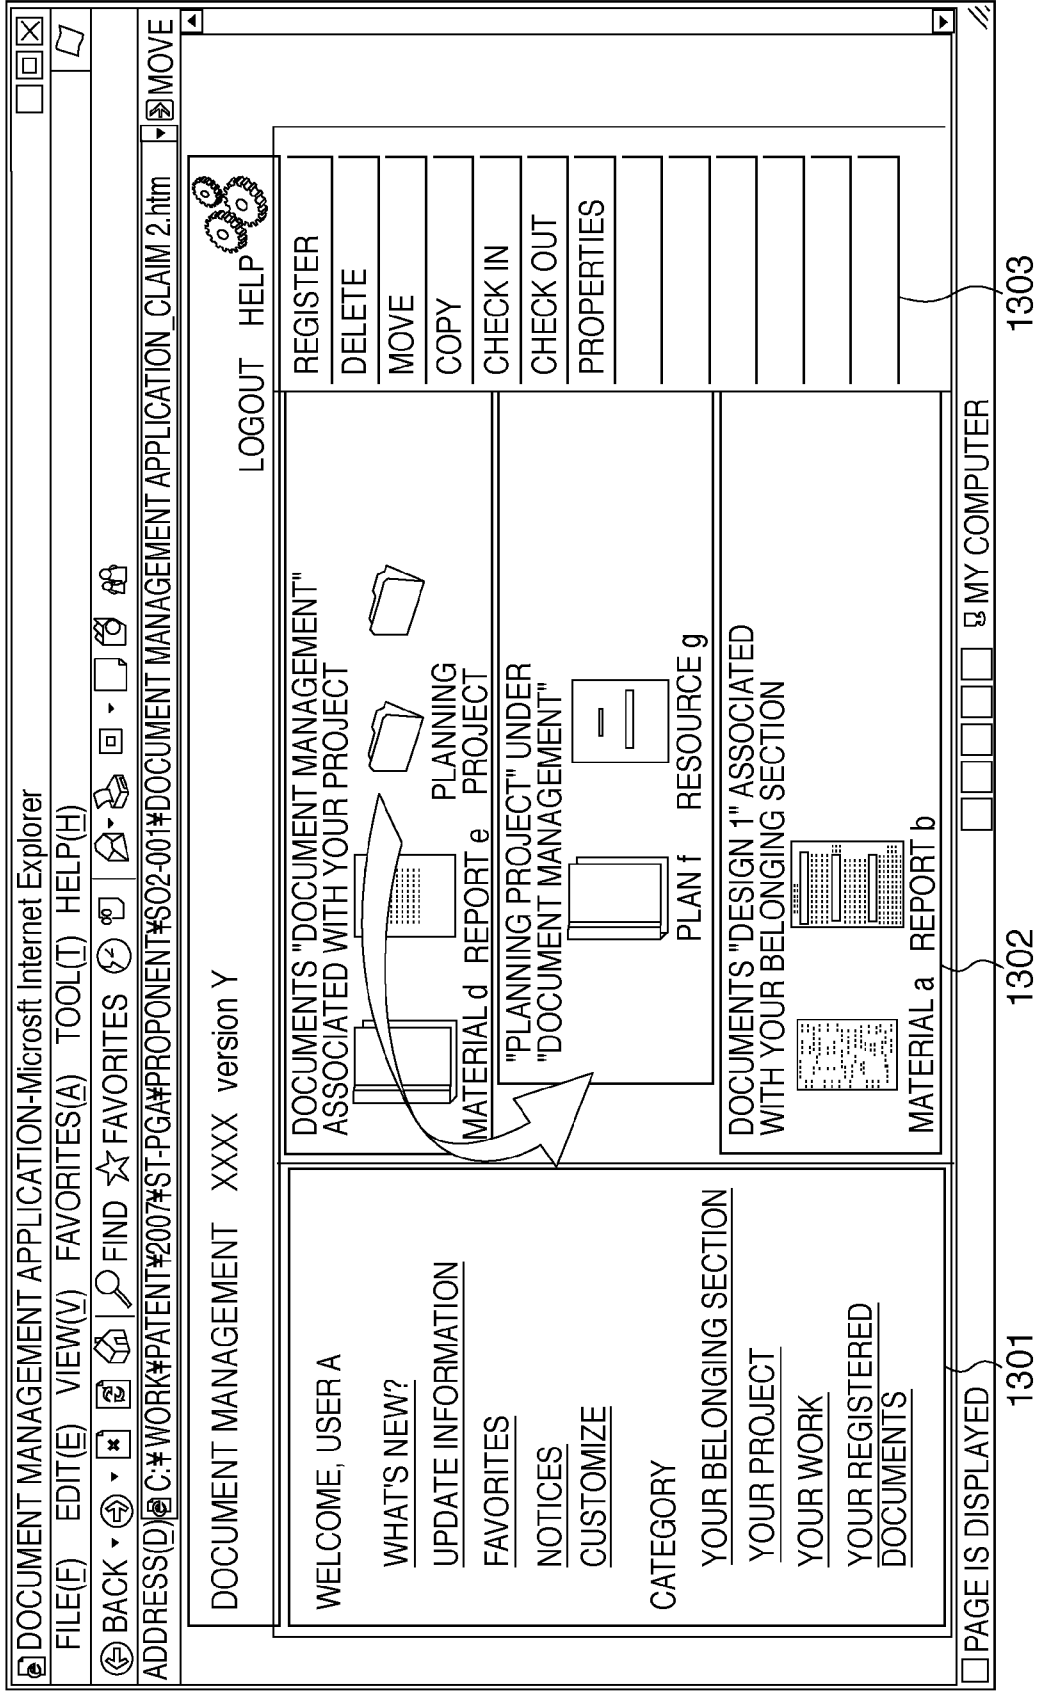 DOCUMENT MANAGEMENT APPLICATION-Microsft Internet Explorer
FILE(F) EDIT(E) VIEW(V) FAVORITES(A) TOOL(T) HELP(H)
BACK FIND FAVORITES
ADDRESS(D) C:¥WORK¥PATENT¥2007¥ST-PGA¥PROPONENT¥SO2-001¥DOCUMENT MANAGEMENT APPLICATION_CLAIM 2.htm MOVE
DOCUMENT MANAGEMENT XXXX version Y
LOGOUT HELP
WELCOME, USER A
WHAT'S NEW?
UPDATE INFORMATION
FAVORITES
NOTICES
CUSTOMIZE
CATEGORY
YOUR BELONGING SECTION
YOUR PROJECT
YOUR WORK
YOUR REGISTERED
DOCUMENTS
DOCUMENTS "DOCUMENT MANAGEMENT"
ASSOCIATED WITH YOUR PROJECT
MATERIAL d REPORT e PLANNING
PROJECT
"PLANNING PROJECT" UNDER
"DOCUMENT MANAGEMENT"
PLAN f RESOURCE g
DOCUMENTS "DESIGN 1" ASSOCIATED
WITH YOUR BELONGING SECTION
MATERIAL a REPORT b
REGISTER
DELETE
MOVE
COPY
CHECK IN
CHECK OUT
PROPERTIES
PAGE IS DISPLAYED MY COMPUTER
1301 1302 1303